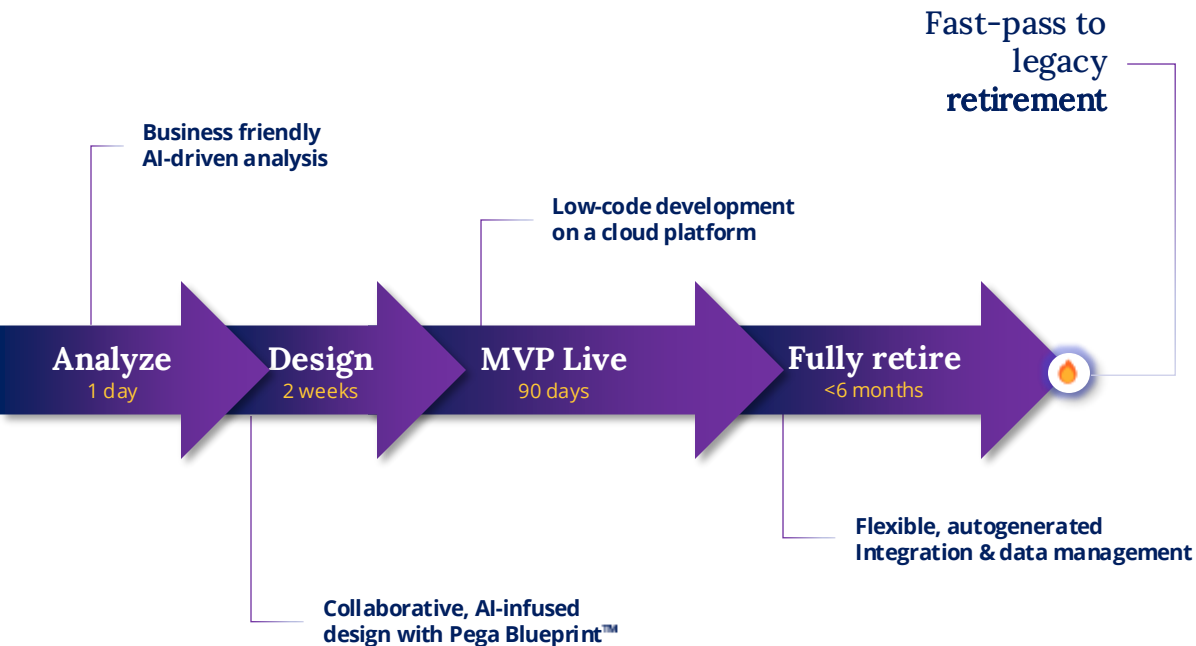 Fast-pass to
legacy
retirement
Business friendly
AI-driven analysis
Low-code development
on a cloud platform
Analyze
1 day
Design
2 weeks
MVP Live
90 days
Fully retire
<6 months
Flexible, autogenerated
Integration & data management
Collaborative, AI-infused
design with Pega Blueprint™